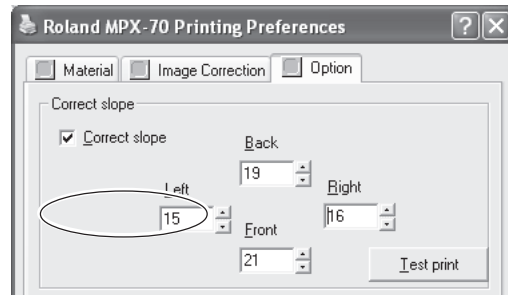 Roland MPX-70 Printing Preferences
Material Image Correction Option
Correct slope
Correct slope
Back
19
Left Right
15 16
Front
21
Test print